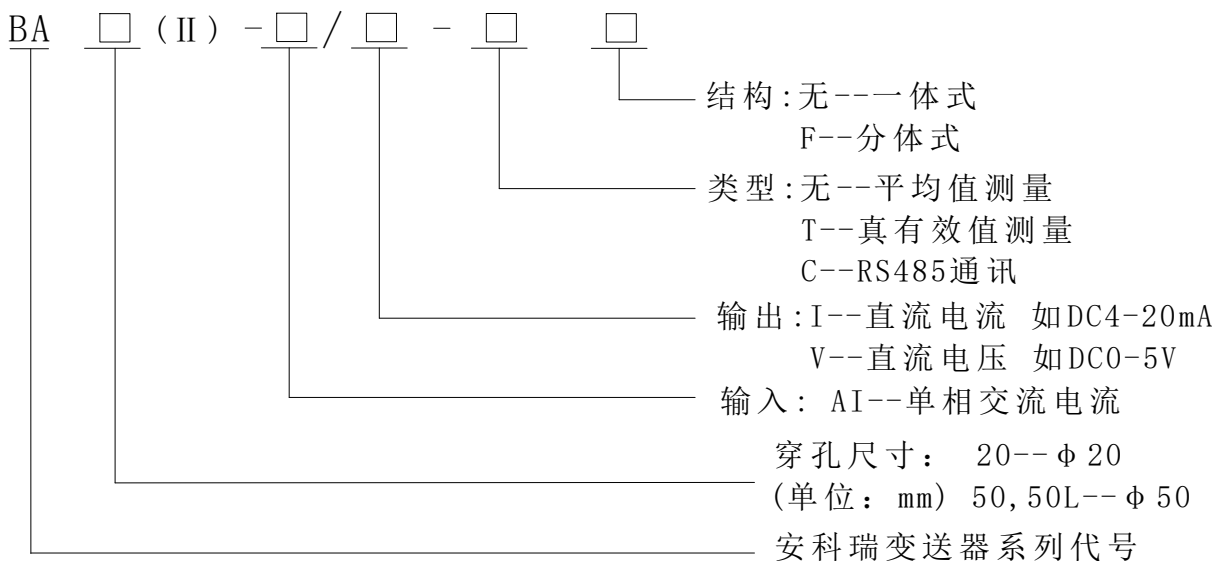 BA □(II)-□/□-□ □
结构:无--一体式
F--分体式
类型:无--平均值测量
T--真有效值测量
C--RS485通讯
输出:I--直流电流 如DC4-20mA
V--直流电压 如DC0-5V
输入: AI--单相交流电流
穿孔尺寸： 20--φ20
(单位：mm) 50,50L--φ50
安科瑞变送器系列代号